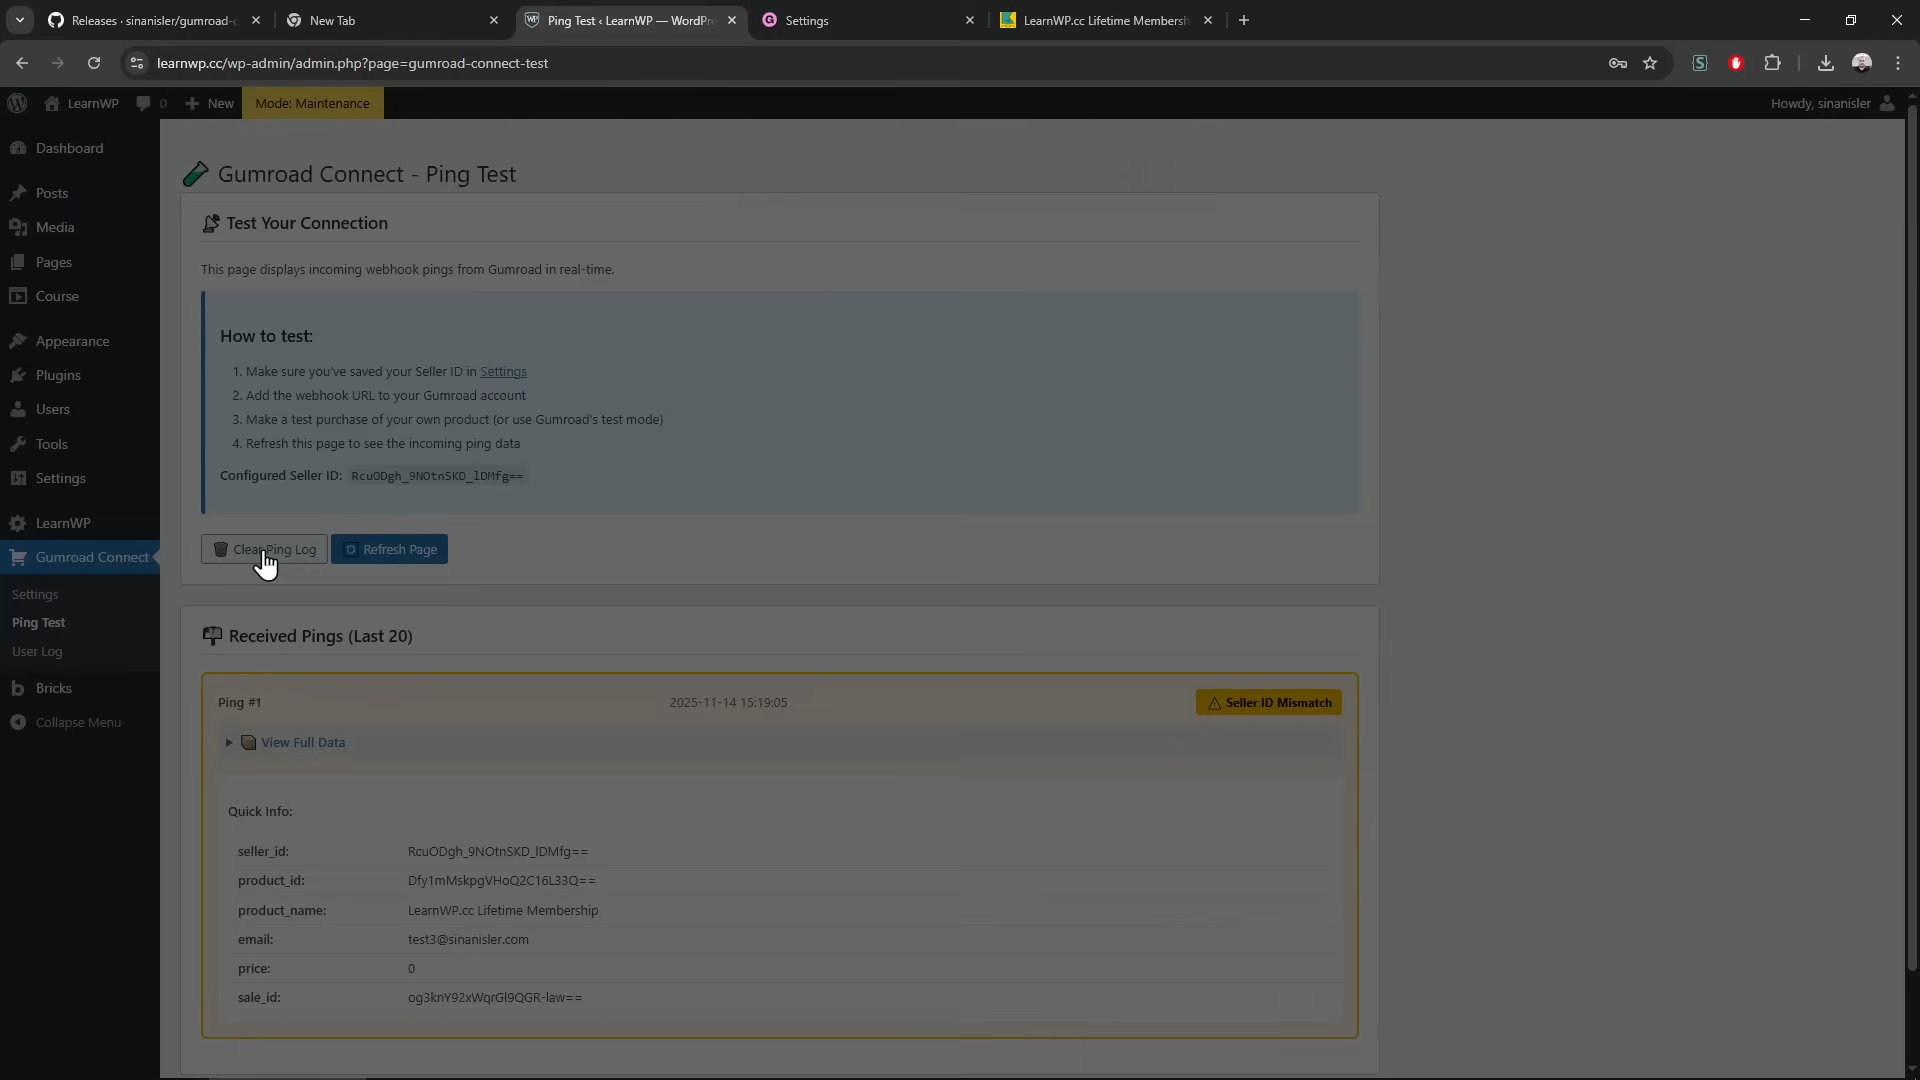 Releases · sinanisler/gumroad-c
New Tab
Ping Test ‹ LearnWP — WordPre
Settings
LearnWP.cc Lifetime Membersh
learnwp.cc/wp-admin/admin.php?page=gumroad-connect-test
LearnWP
0
New
Mode: Maintenance
Howdy, sinanisler
Dashboard
Posts
Media
Pages
Course
Appearance
Plugins
Users
Tools
Settings
LearnWP
Gumroad Connect
Settings
Ping Test
User Log
Bricks
Collapse Menu
Gumroad Connect - Ping Test
Test Your Connection
This page displays incoming webhook pings from Gumroad in real-time.
How to test:
1. Make sure you've saved your Seller ID in Settings
2. Add the webhook URL to your Gumroad account
3. Make a test purchase of your own product (or use Gumroad's test mode)
4. Refresh this page to see the incoming ping data
Configured Seller ID: RcuODgh_9NOtnSKD_lDMfg==
Clear Ping Log
Refresh Page
Received Pings (Last 20)
Ping #1
2025-11-14 15:19:05
Seller ID Mismatch
View Full Data
Quick Info:
seller_id: RcuODgh_9NOtnSKD_lDMfg==
product_id: Dfy1mMskpgVHoQ2C16L33Q==
product_name: LearnWP.cc Lifetime Membership
email: test3@sinanisler.com
price: 0
sale_id: og3knY92xWqrGl9QGR-law==